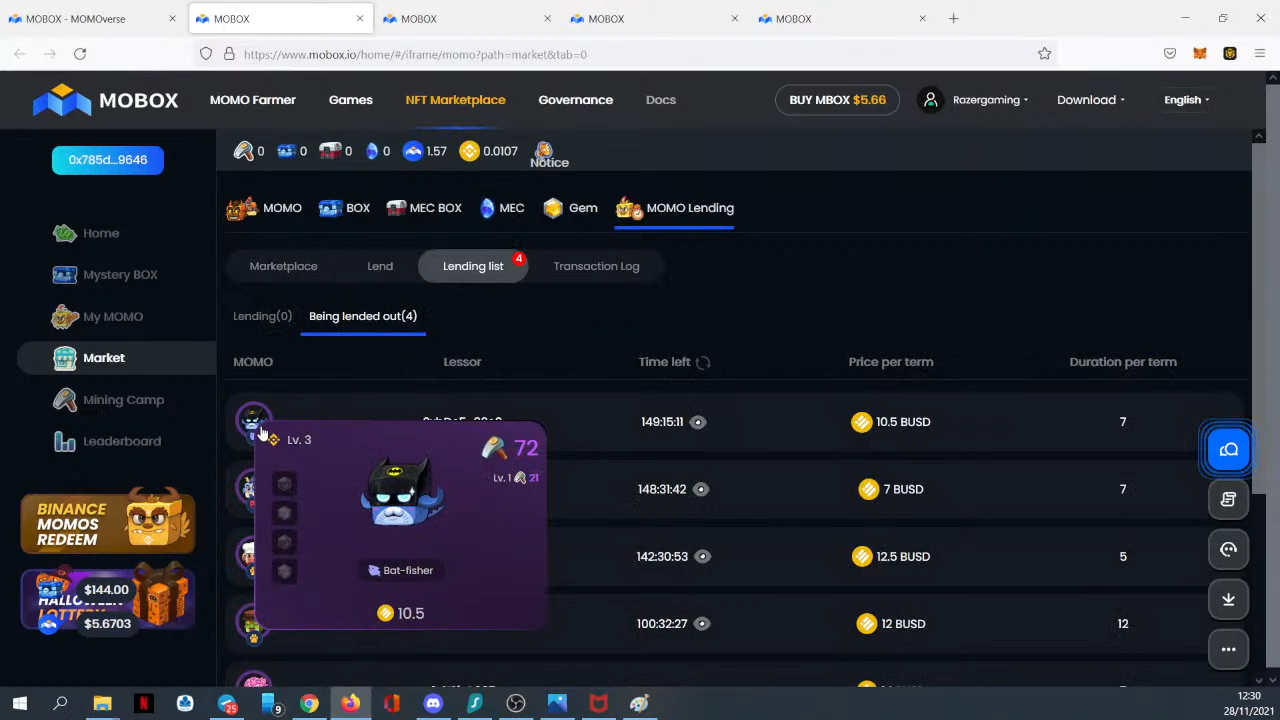 MOBOX - MOMOverse
MOBOX
MOBOX
MOBOX
MOBOX
https://www.mobox.io/home/#/iframe/momo?path=market&tab=0
MOBOX
MOMO Farmer
Games
NFT Marketplace
Governance
Docs
BUY MBOX $5.66
Razergaming
Download
English
0x785d...9646
0
0
0
0
1.57
0.0107
Notice
MOMO
BOX
MEC BOX
MEC
Gem
MOMO Lending
Home
Mystery BOX
My MOMO
Market
Mining Camp
Leaderboard
Marketplace
Lend
Lending list
4
Transaction Log
Lending(0)
Being lended out(4)
MOMO
Lessor
Time left
Price per term
Duration per term
149:15:11
10.5 BUSD
7
148:31:42
7 BUSD
7
142:30:53
12.5 BUSD
5
100:32:27
12 BUSD
12
Lv. 3
72
Lv. 1
21
Bat-fisher
10.5
BINANCE
MOMOS
REDEEM
$144.00
$5.6703
25
9
12:30
28/11/2021